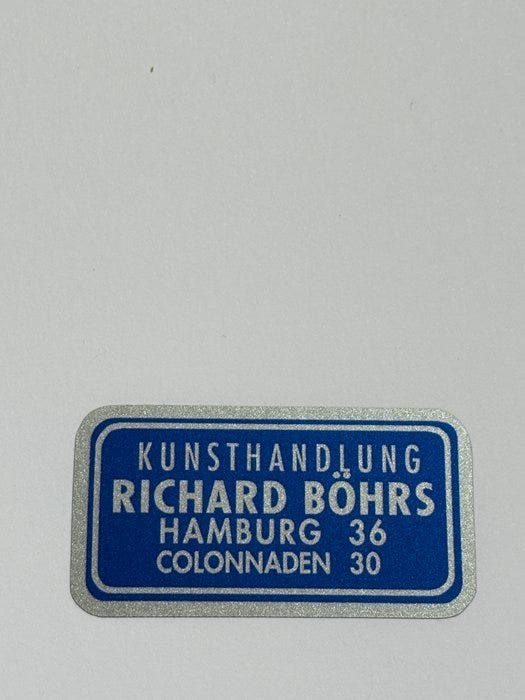 KUNSTHANDLUNG
RICHARD BÖHRS
HAMBURG 36
COLONNADEN 30